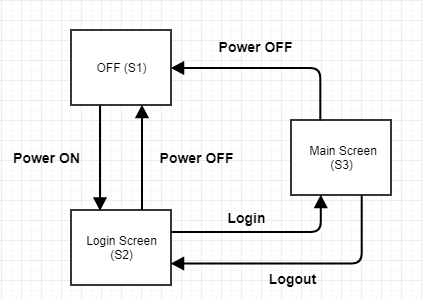 Power OFF
OFF (S1)
Main Screen
(S3)
Power ON
Power OFF
Login
Login Screen
(S2)
Logout